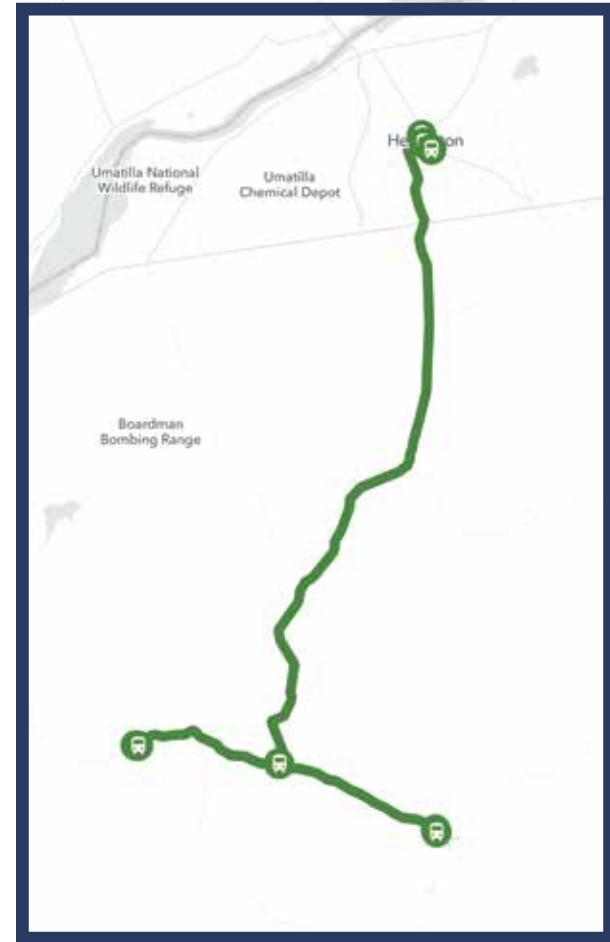 Umatilla National
Wildlife Refuge
Umatilla
Chemical Depot
Boardman
Bombing Range